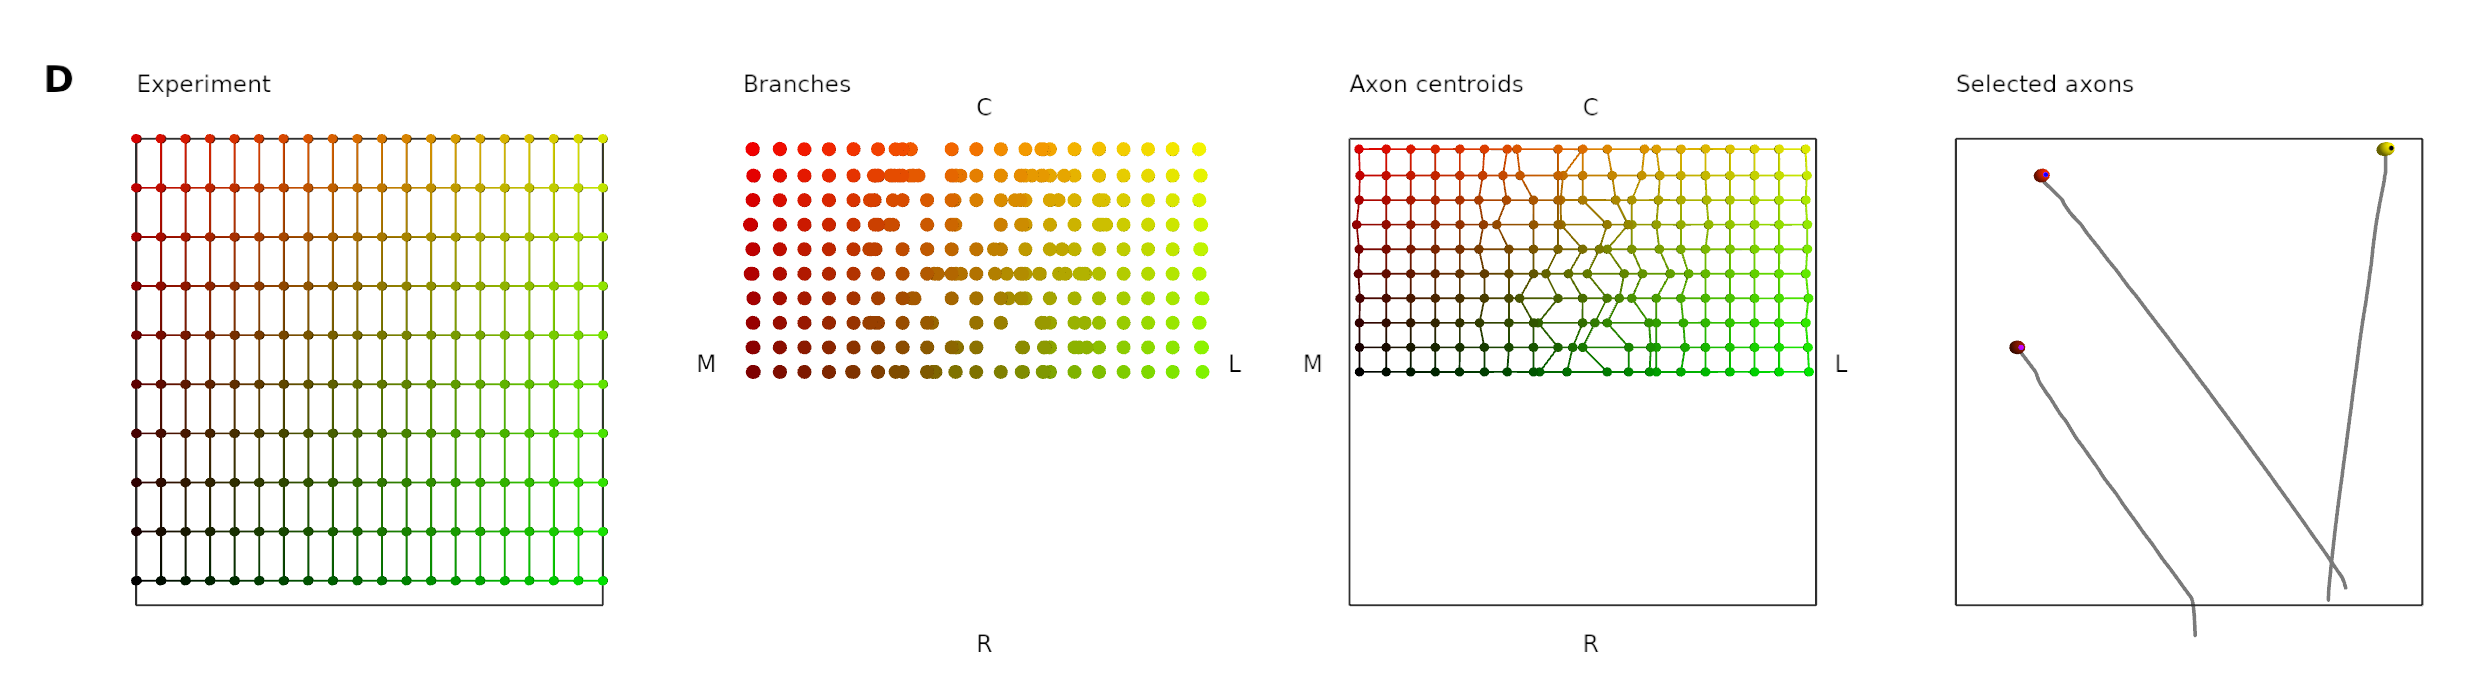 D
Experiment
Branches
Axon centroids
Selected axons
C
C
M
L
M
L
R
R